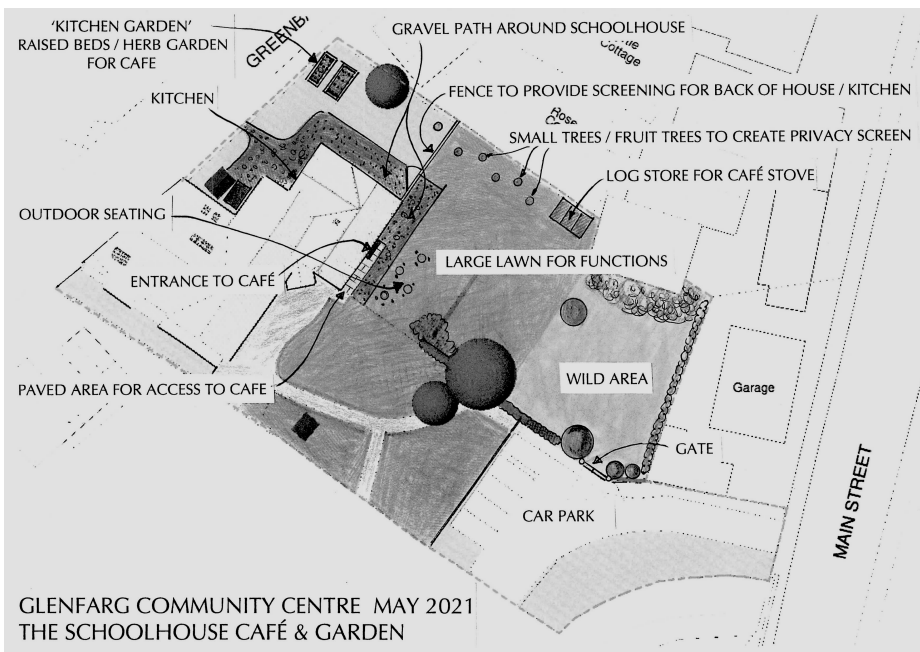 'KITCHEN GARDEN'
RAISED BEDS / HERB GARDEN
FOR CAFE
GRAVEL PATH AROUND SCHOOLHOUSE
Cottage
KITCHEN
FENCE TO PROVIDE SCREENING FOR BACK OF HOUSE / KITCHEN
Rose
SMALL TREES / FRUIT TREES TO CREATE PRIVACY SCREEN
LOG STORE FOR CAFÉ STOVE
OUTDOOR SEATING
LARGE LAWN FOR FUNCTIONS
ENTRANCE TO CAFÉ
WILD AREA
PAVED AREA FOR ACCESS TO CAFE
Garage
GATE
CAR PARK
MAIN STREET
GLENFARG COMMUNITY CENTRE MAY 2021
THE SCHOOLHOUSE CAFÉ & GARDEN